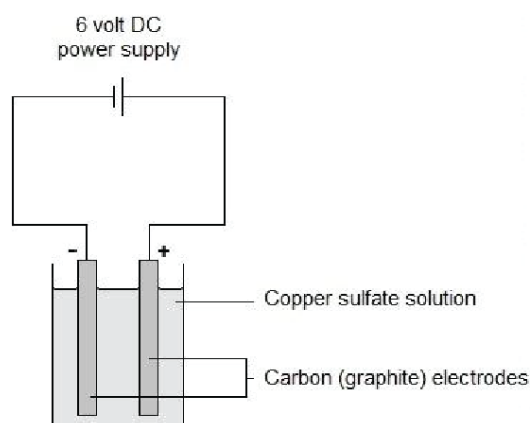 6 volt DC
power supply
- +
Copper sulfate solution
Carbon (graphite) electrodes